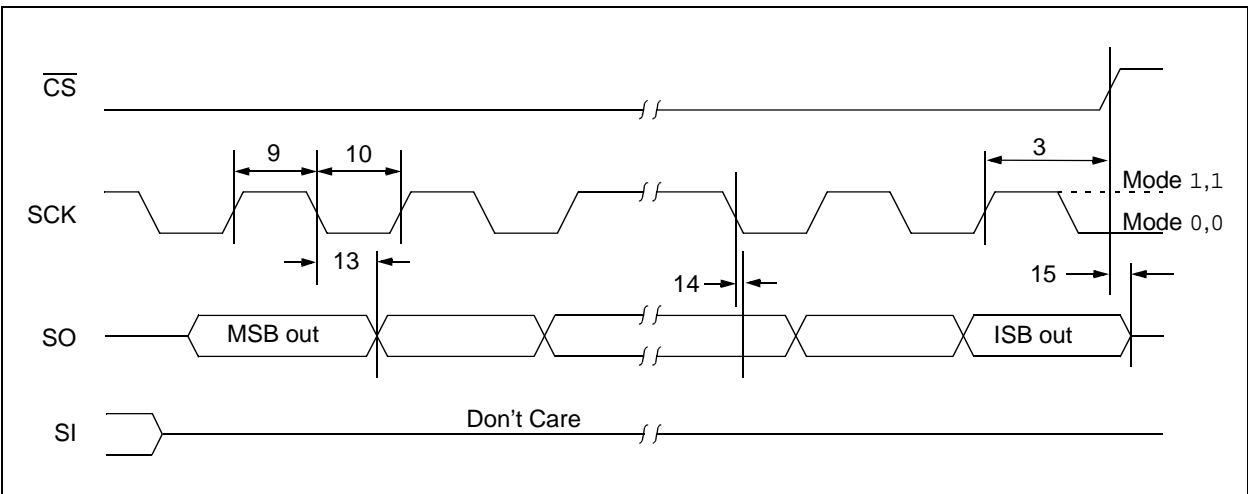 CS
9
10
3
Mode 1,1
SCK
Mode 0,0
13
14
15
SO
MSB out
ISB out
SI
Don't Care